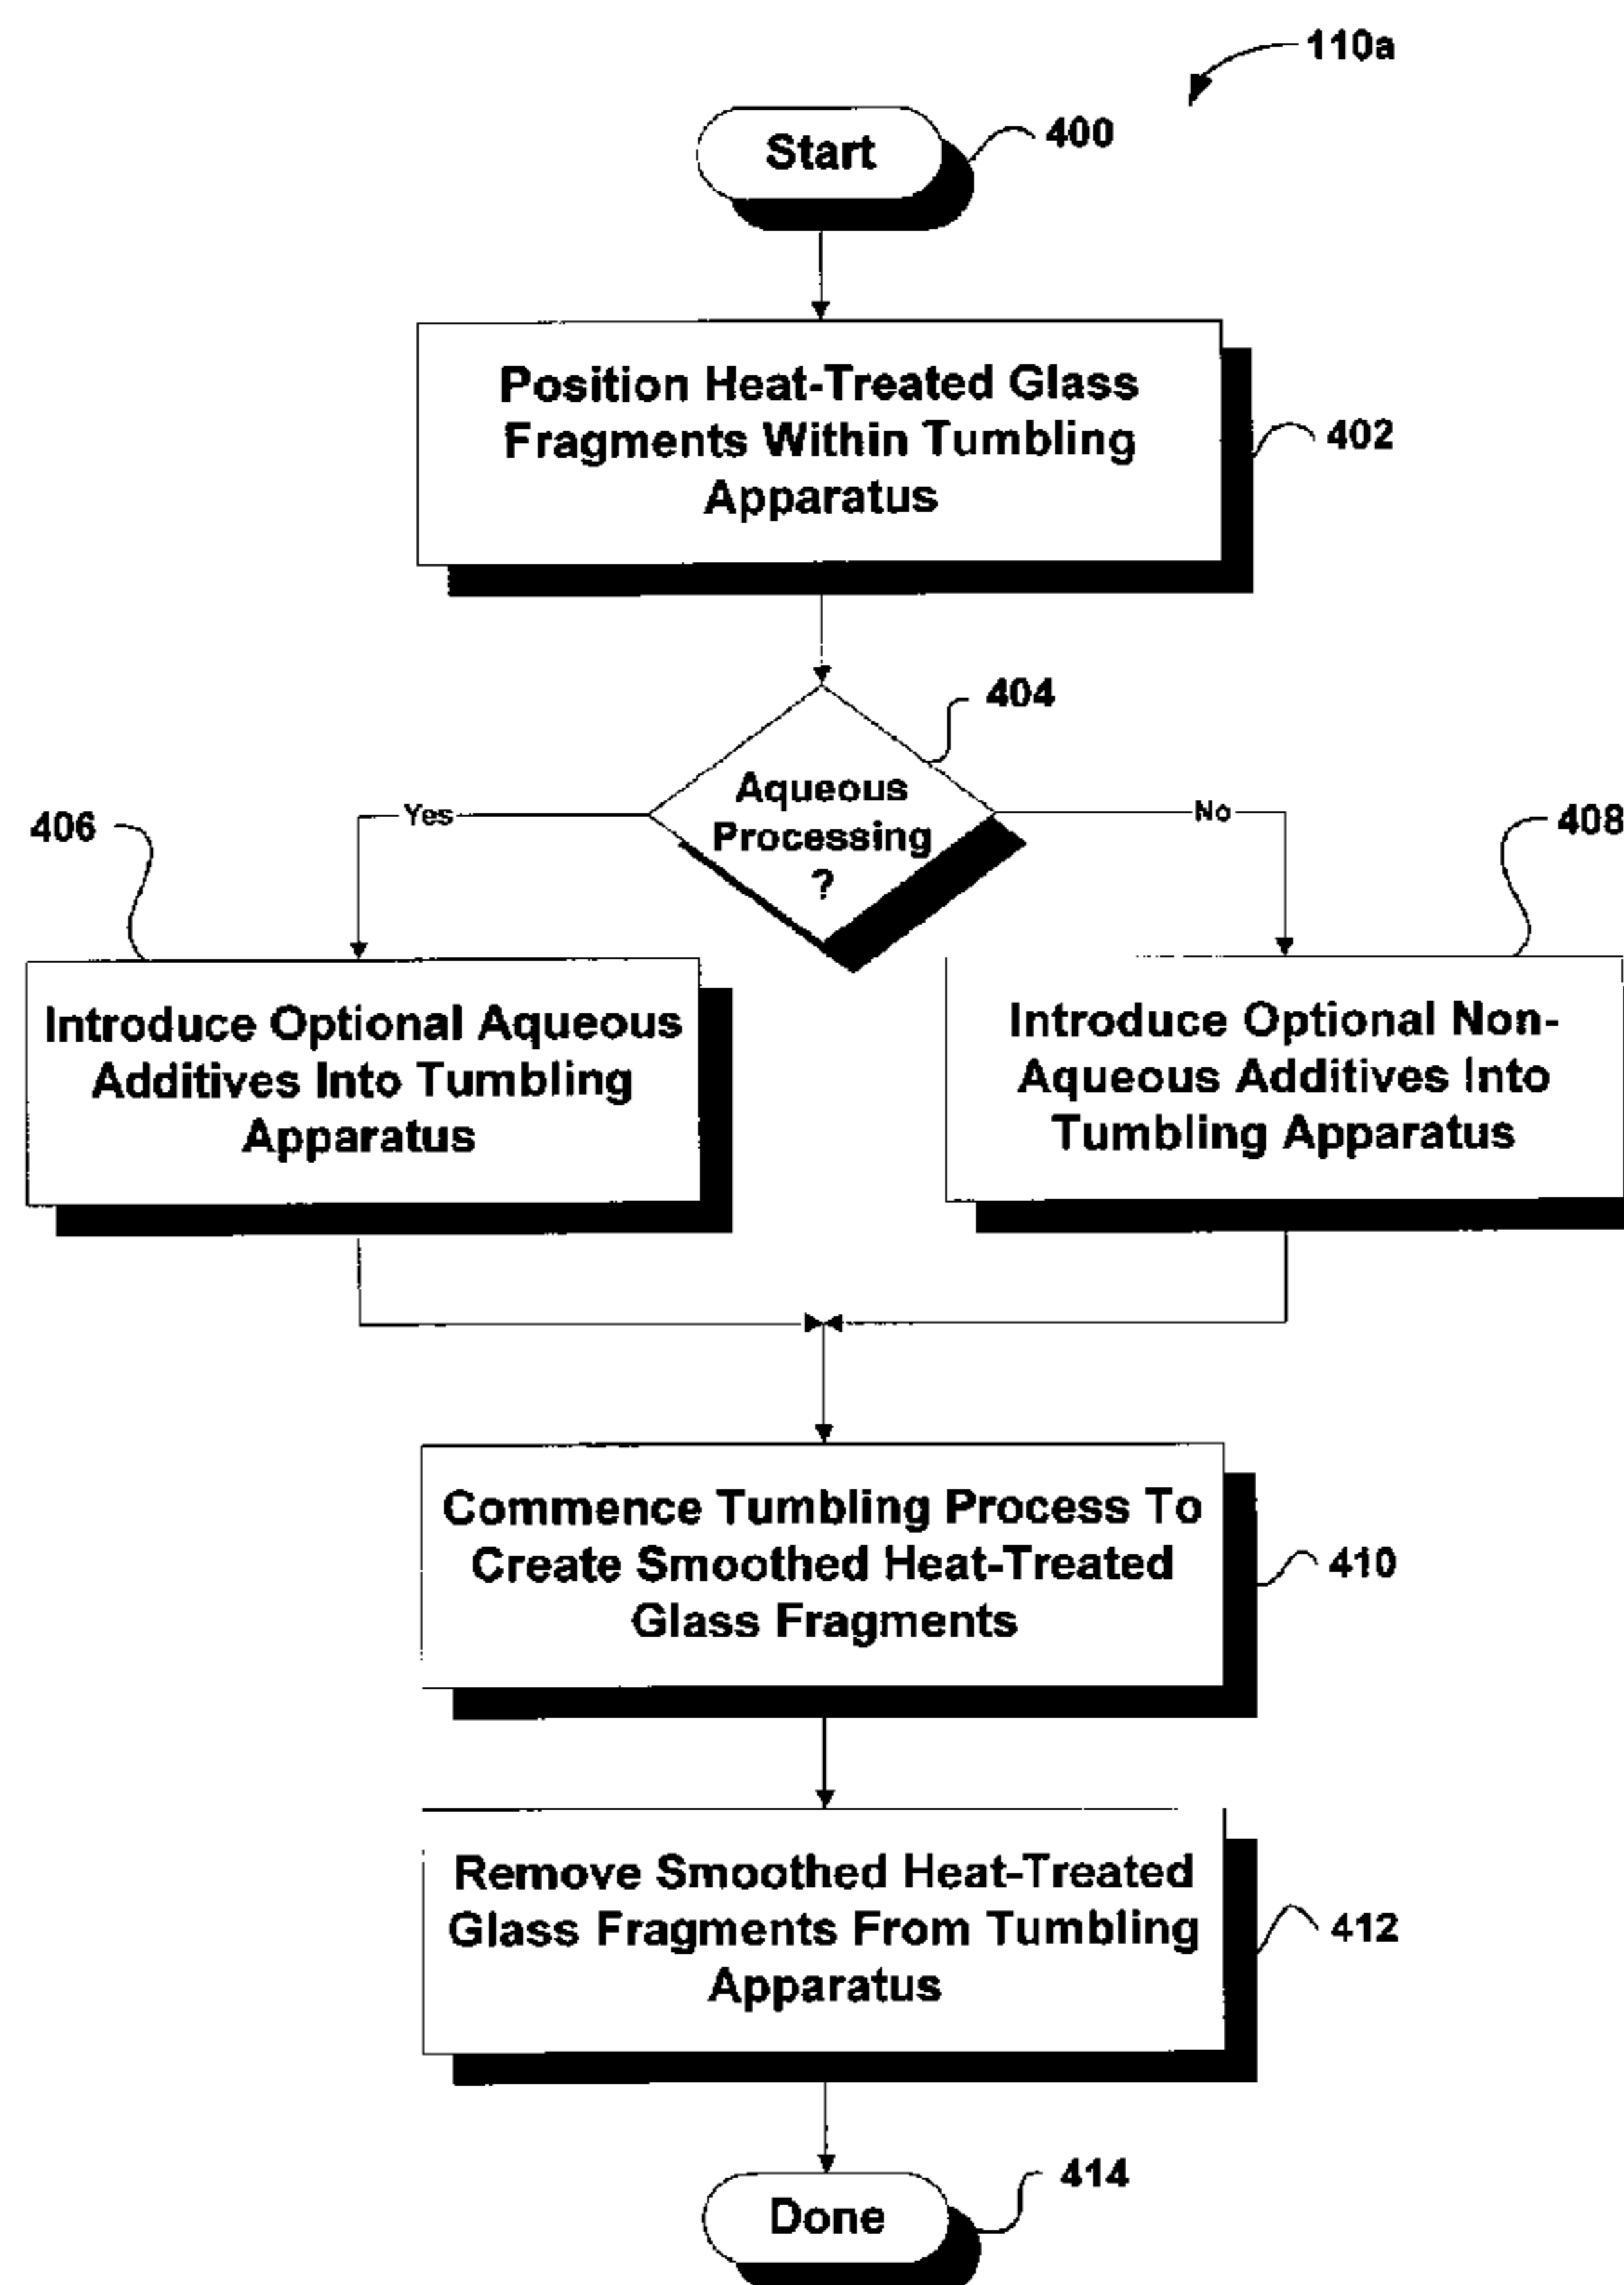 110a
Start
400
Position Heat-Treated Glass
Fragments Within Tumbling
Apparatus
402
404
Aqueous
Processing
?
Yes
No
406
408
Introduce Optional Aqueous
Additives Into Tumbling
Apparatus
Introduce Optional Non-
Aqueous Additives Into
Tumbling Apparatus
Commence Tumbling Process To
Create Smoothed Heat-Treated
Glass Fragments
410
Remove Smoothed Heat-Treated
Glass Fragments From Tumbling
Apparatus
412
Done
414